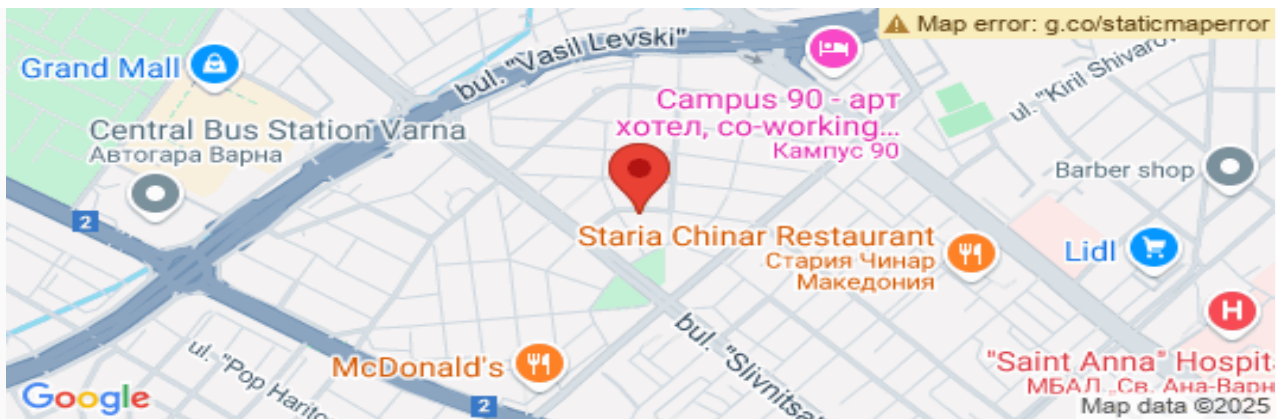 Map error: g.co/staticmaperror
bul. "Vasil Levski"
Grand Mall
ul. "Kiril Shivarov
Campus 90 - арт
хотел, co-working...
Кампус 90
Central Bus Station Varna
Автогара Варна
Barber shop
2
Staria Chinar Restaurant
Стария Чинар
Македония
Lidl
H
bul. "Slivnitsa
ul. "Pop Harito
McDonald's
"Saint Anna" Hospit
МБАЛ „Св. Ана-Варн
Google
2
Map data ©2025